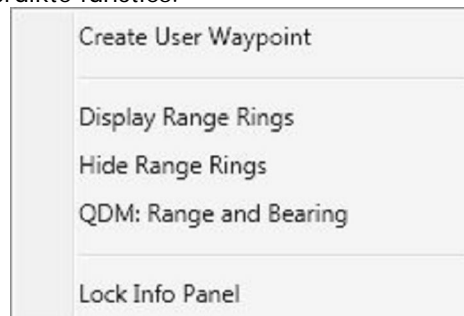 Create User Waypoint
Display Range Rings
Hide Range Rings
QDM: Range and Bearing
Lock Info Panel